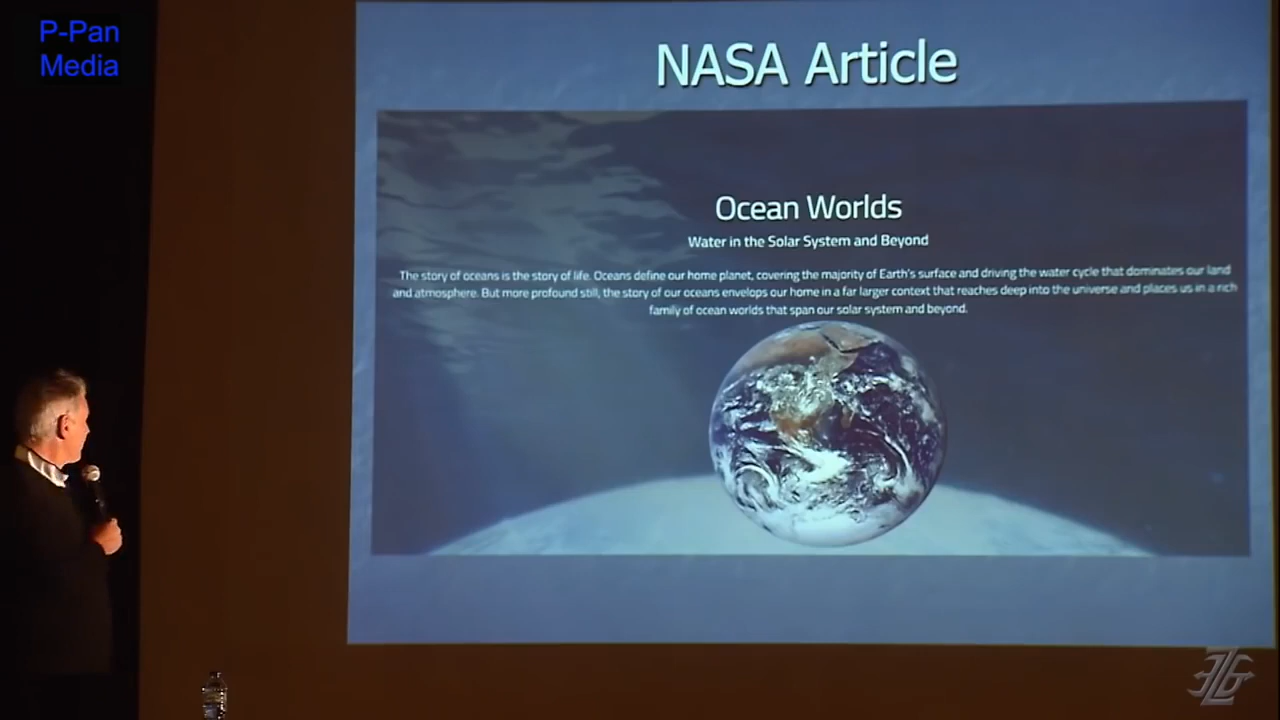 P-Pan
Media
NASA Article
Ocean Worlds
Water in the Solar System and Beyond
The story of oceans is the story of life. Oceans define our home planet, covering the majority of Earth's surface and driving the water cycle that dominates our land
and atmosphere. But more profound still, the story of our oceans envelops our home in a far larger context that reaches deep into the universe and places us in a rich
family of ocean worlds that span our solar system and beyond.